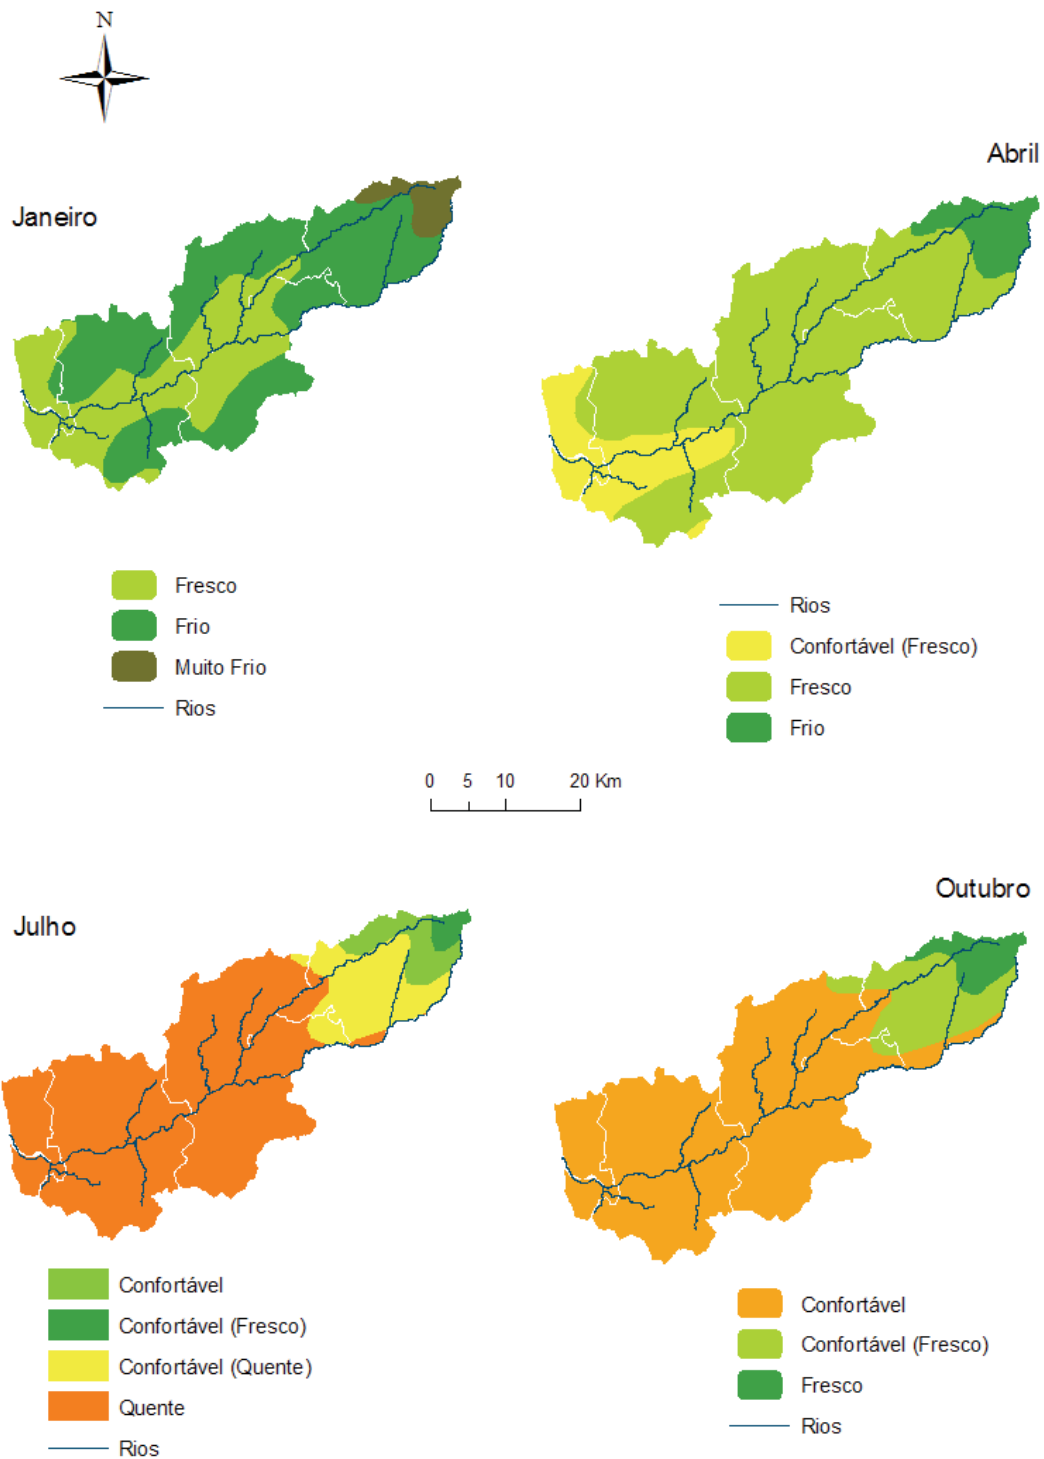 N
Abril
Janeiro
Fresco
Frio
Muito Frio
Rios
Rios
Confortável (Fresco)
Fresco
Frio
0 5 10 20 Km
Outubro
Julho
Confortável
Confortável (Fresco)
Confortável (Quente)
Quente
Rios
Confortável
Confortável (Fresco)
Fresco
Rios